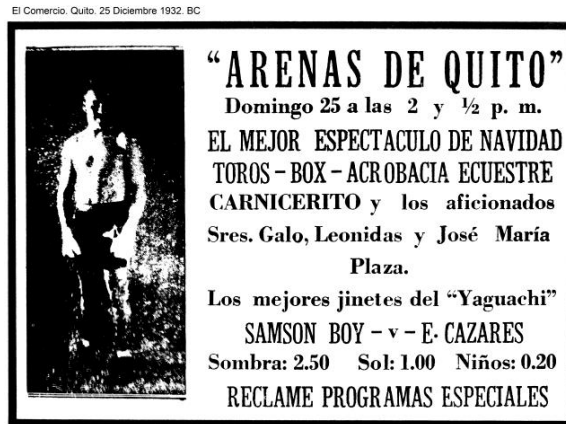 El Comercio. Quito. 25 Diciembre 1932. BC
“ARENAS DE QUITO”
Domingo 25 a las 2 y ½ p. m.
EL MEJOR ESPECTACULO DE NAVIDAD
TOROS – BOX – ACROBACIA ECUESTRE
CARNICERITO y los aficionados
Sres. Galo, Leonidas y José María
Plaza.
Los mejores jinetes del “Yaguachi”
SAMSON BOY – v – E. CAZARES
Sombra: 2.50 Sol: 1.00 Niños: 0.20
RECLAME PROGRAMAS ESPECIALES